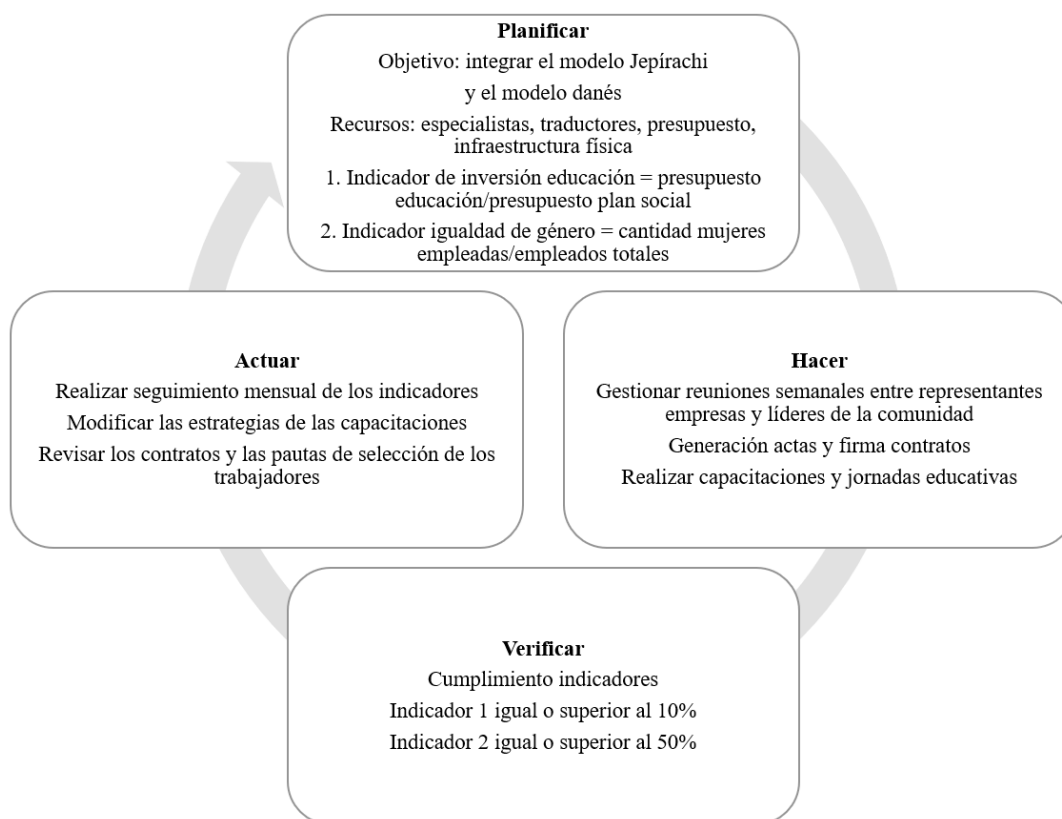 Planificar
Objetivo: integrar el modelo Jepírachi
y el modelo danés
Recursos: especialistas, traductores, presupuesto,
infraestructura física
1. Indicador de inversión educación = presupuesto
educación/presupuesto plan social
2. Indicador igualdad de género = cantidad mujeres
empleadas/empleados totales
Hacer
Gestionar reuniones semanales entre representantes
empresas y líderes de la comunidad
Generación actas y firma contratos
Realizar capacitaciones y jornadas educativas
Verificar
Cumplimiento indicadores
Indicador 1 igual o superior al 10%
Indicador 2 igual o superior al 50%
Actuar
Realizar seguimiento mensual de los indicadores
Modificar las estrategias de las capacitaciones
Revisar los contratos y las pautas de selección de los
trabajadores